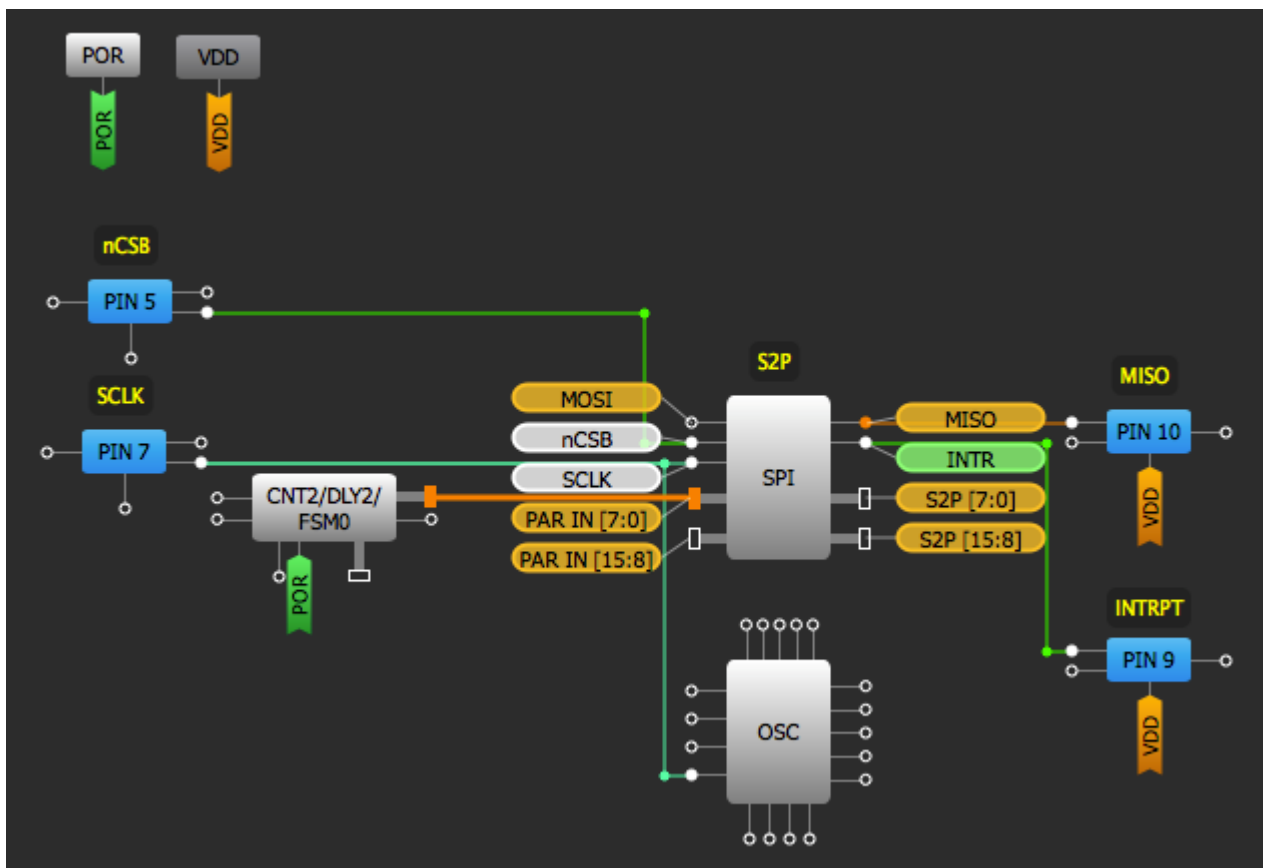 POR
VDD
POR
VDD
nCSB
PIN 5
SCLK
PIN 7
CNT2/DLY2/
FSM0
POR
MOSI
nCSB
SCLK
PAR IN [7:0]
PAR IN [15:8]
S2P
SPI
MISO
INTR
S2P [7:0]
S2P [15:8]
MISO
PIN 10
VDD
INTRPT
PIN 9
VDD
OSC